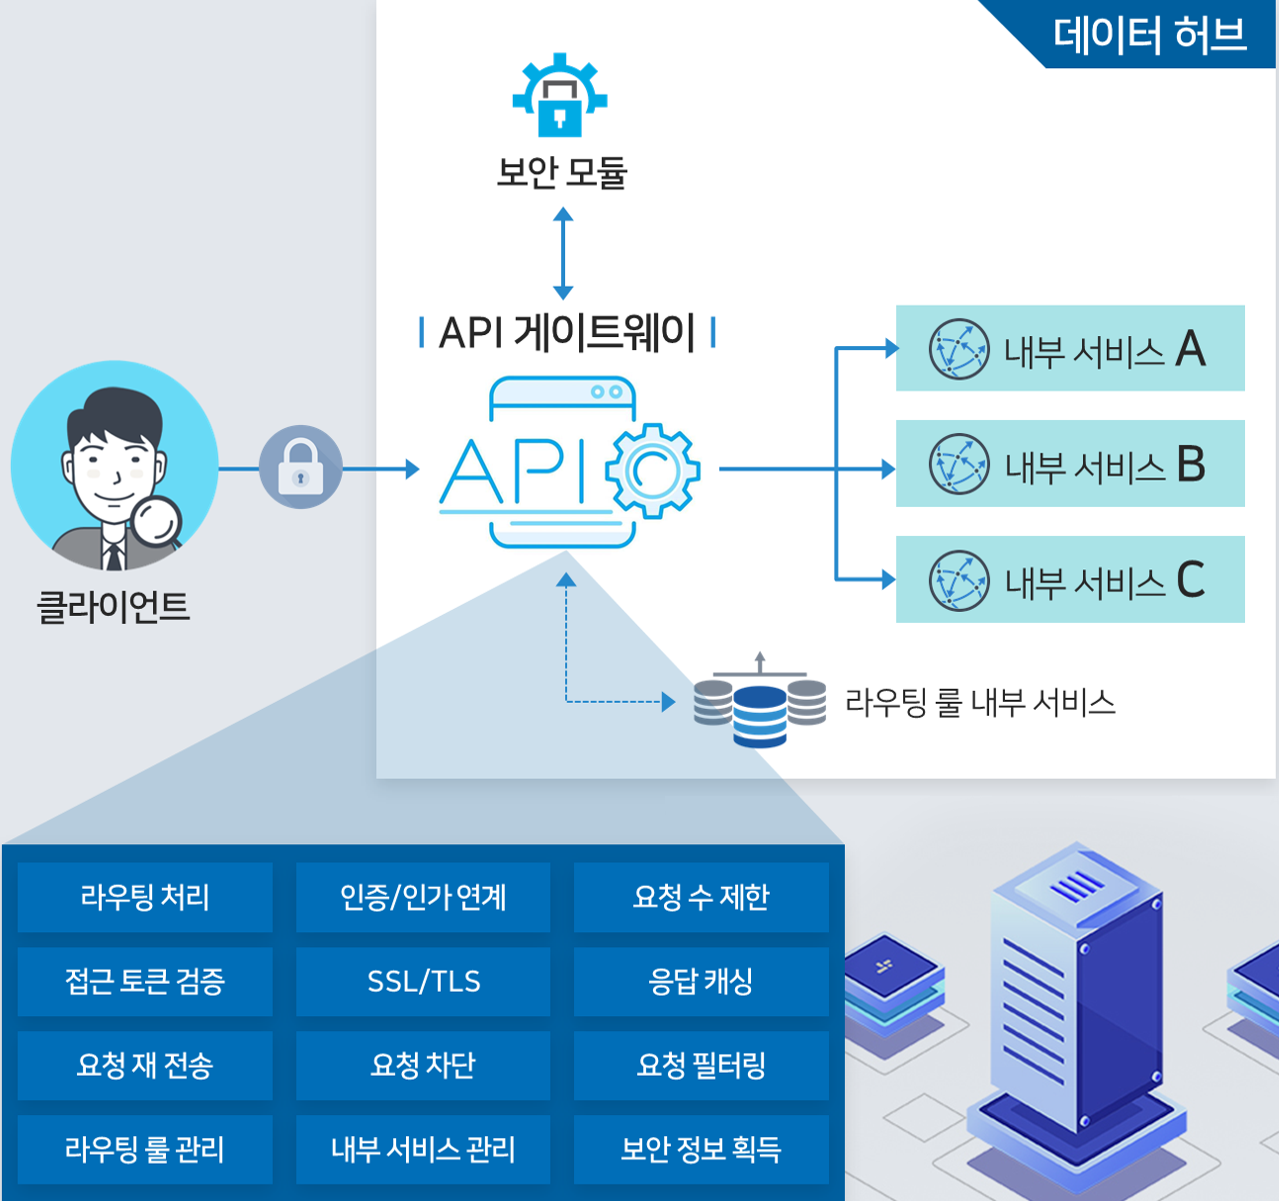 데이터 허브
보안 모듈
API 게이트웨이
API
내부 서비스 A
내부 서비스 B
내부 서비스 C
클라이언트
라우팅 룰 내부 서비스
라우팅 처리
인증/인가 연계
요청 수 제한
접근 토큰 검증
SSL/TLS
응답 캐싱
요청 재 전송
요청 차단
요청 필터링
라우팅 룰 관리
내부 서비스 관리
보안 정보 획득